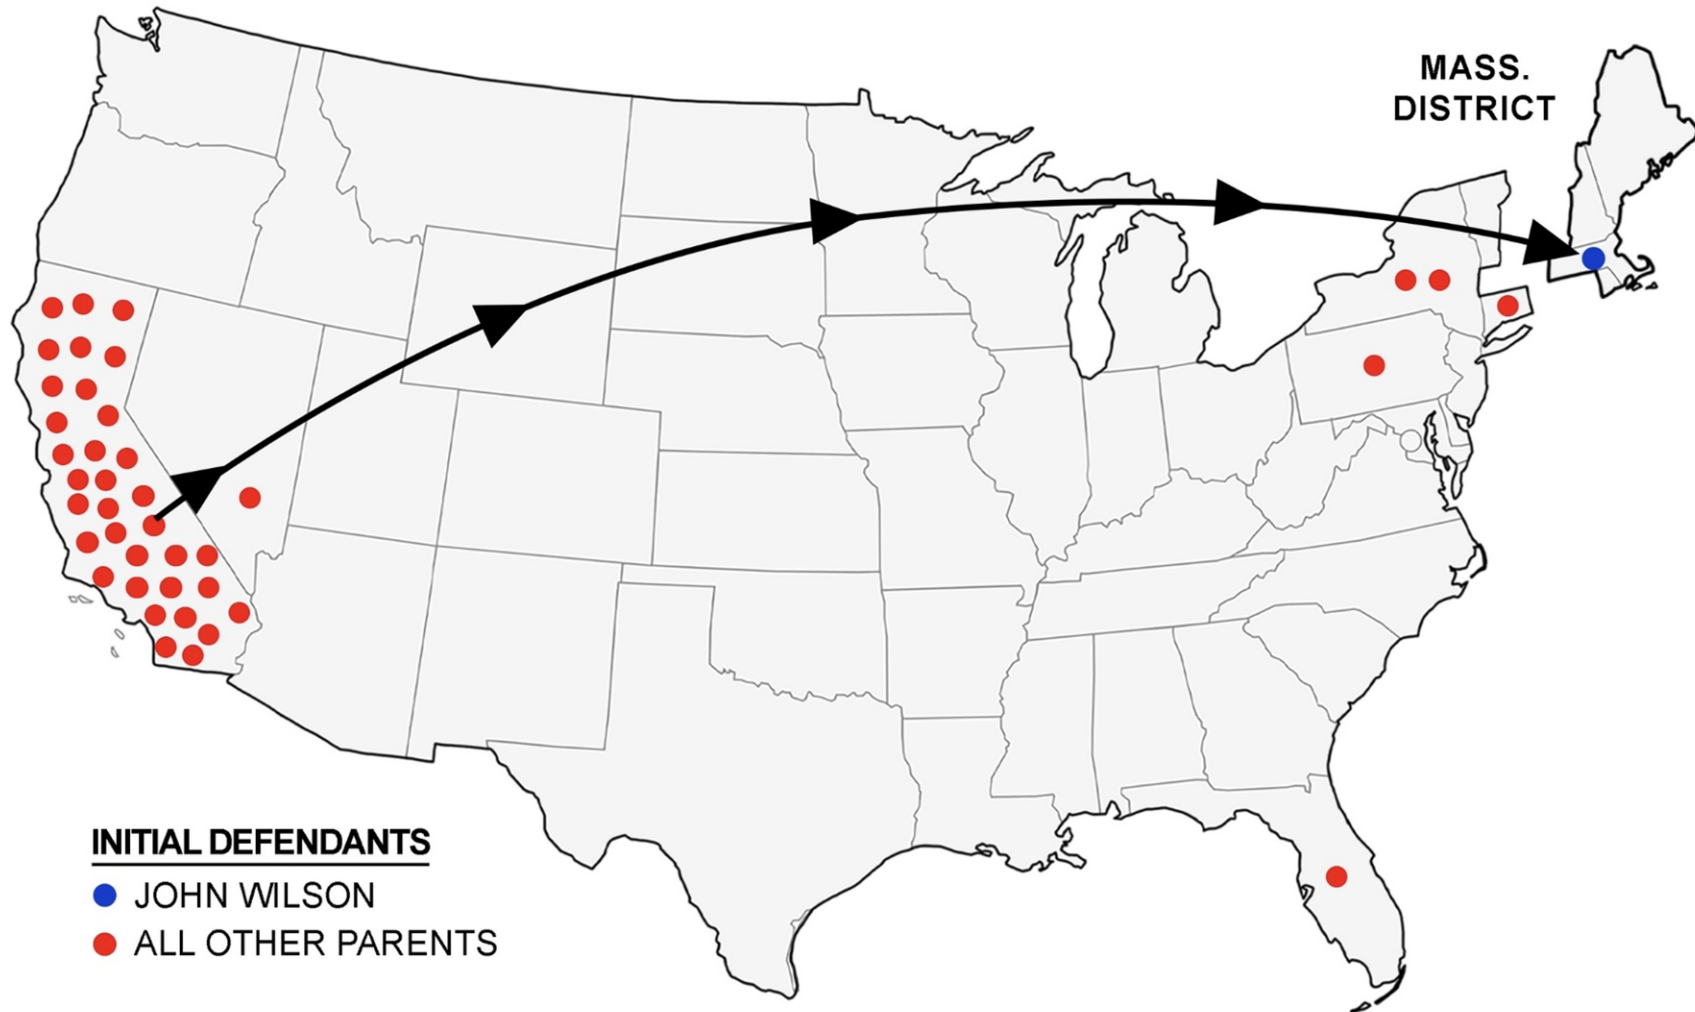 MASS.
DISTRICT
INITIAL DEFENDANTS
JOHN WILSON
ALL OTHER PARENTS